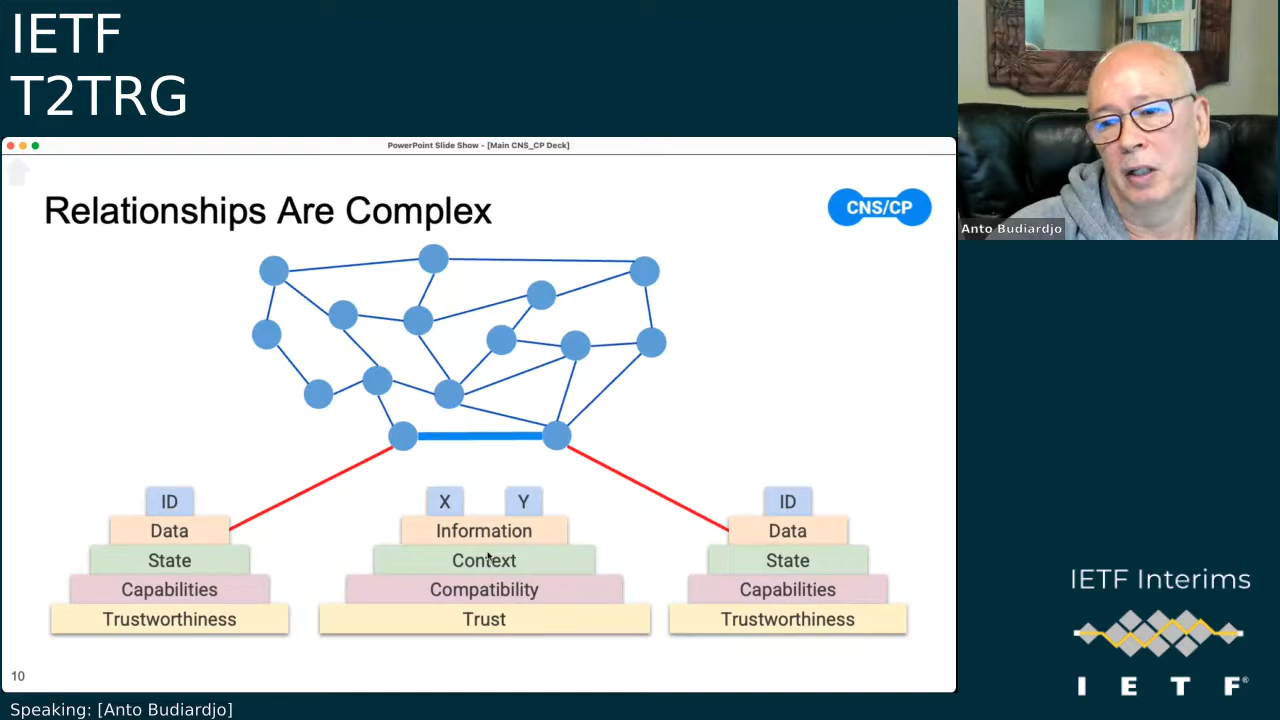 IETF
T2TRG
PowerPoint Slide Show - [Main CNS_CP Deck]
Relationships Are Complex
CNS/CP
Anto Budiardjo
ID
Data
State
Capabilities
Trustworthiness
X Y
Information
Context
Compatibility
Trust
ID
Data
State
Capabilities
Trustworthiness
10
IETF Interims
I E T F®
Speaking: [Anto Budiardjo]